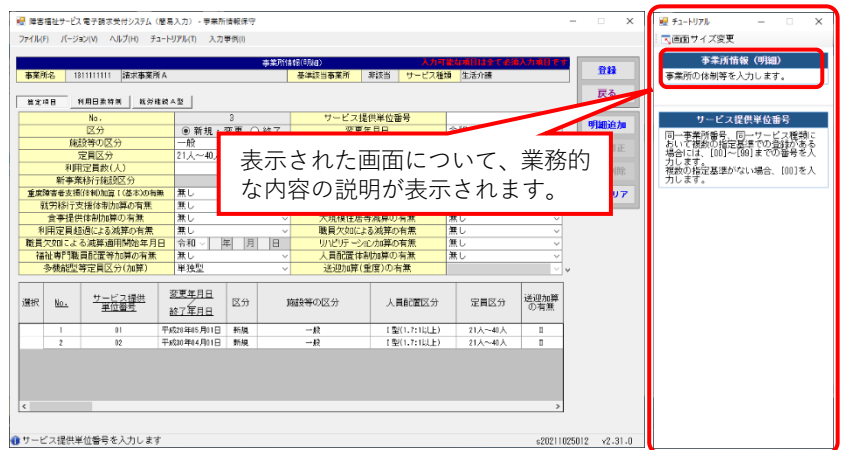 障害福祉サービス 電子請求受付システム (簡易入力) - 事業所情報保守
ファイル(F) バージョン(V) ヘルプ(H) チュートリアル(T) 入力事例(I)
事業所情報(明細) 入力可能な項目は全て必須入力項目です
事業所名 1311111111 請求事業所A 基準該当事業所 非該当 サービス種類 生活介護
登録
戻る
明細追加
算定項目 利用日数特例 就労継続A型
No. 3 サービス提供単位番号
区分 新規 変更 終了 変更年月日
施設等の区分 一般
定員区分 21人～40人
利用定員数(人)
新事業移行施設区分
重度障害者支援(体制)加算Ⅰ(基本)の有無 無し
就労移行支援体制加算の有無 無し
食事提供体制加算の有無 無し 大規模住居等減算の有無 無し
利用定員超過による減算の有無 無し 職員欠如による減算の有無 無し
職員欠如による減算適用開始年月日 令和 年 月 日 リハビリテーション加算の有無 無し
福祉専門職員配置等加算の有無 無し 人員配置体制加算の有無 無し
多機能型等定員区分(加算) 単独型 送迎加算(重度)の有無
表示された画面について、業務的
な内容の説明が表示されます。
選択 No. サービス提供単位番号 変更年月日／終了年月日 区分 施設等の区分 人員配置区分 定員区分 送迎加算の有無
1 01 平成28年05月01日 新規 一般 Ⅰ型(1.7:1以上) 21人～40人 Ⅱ
2 02 平成30年04月01日 新規 一般 Ⅰ型(1.7:1以上) 21人～40人 Ⅱ
サービス提供単位番号を入力します s20211025012 v2.31.0
チュートリアル
画面サイズ変更
事業所情報（明細）
事業所の体制等を入力します。
サービス提供単位番号
同一事業所番号、同一サービス種類に
おいて複数の指定基準での登録がある
場合には、[00]～[99]までの番号を入
力します。
複数の指定基準がない場合、[00]を入
力します。